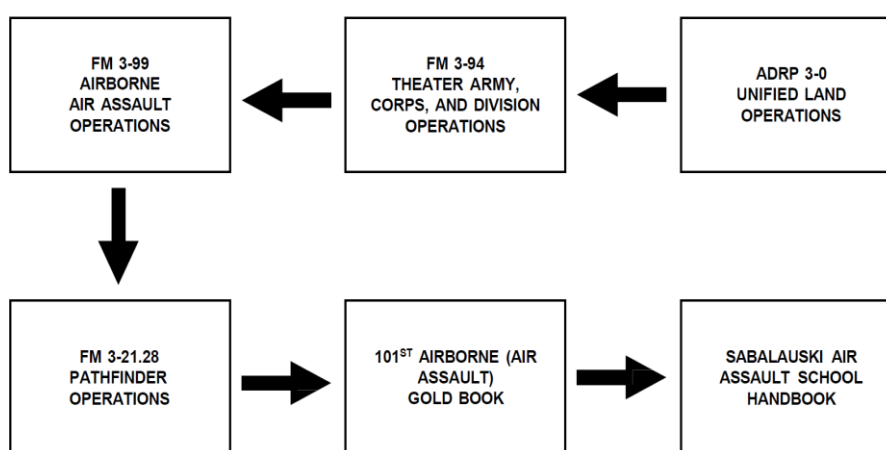 FM 3-99
AIRBORNE
AIR ASSAULT
OPERATIONS
FM 3-94
THEATER ARMY,
CORPS, AND DIVISION
OPERATIONS
ADRP 3-0
UNIFIED LAND
OPERATIONS
FM 3-21.28
PATHFINDER
OPERATIONS
101ST AIRBORNE (AIR
ASSAULT)
GOLD BOOK
SABALAUSKI AIR
ASSAULT SCHOOL
HANDBOOK